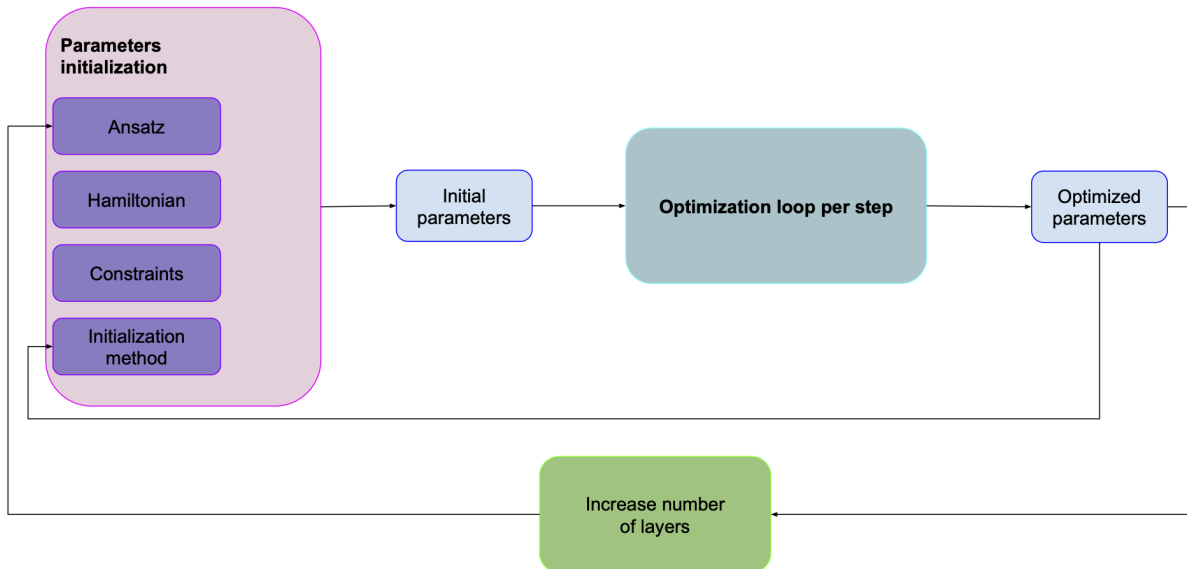 Parameters
initialization
Ansatz
Hamiltonian
Constraints
Initialization
method
Initial
parameters
Optimization loop per step
Optimized
parameters
Increase number
of layers